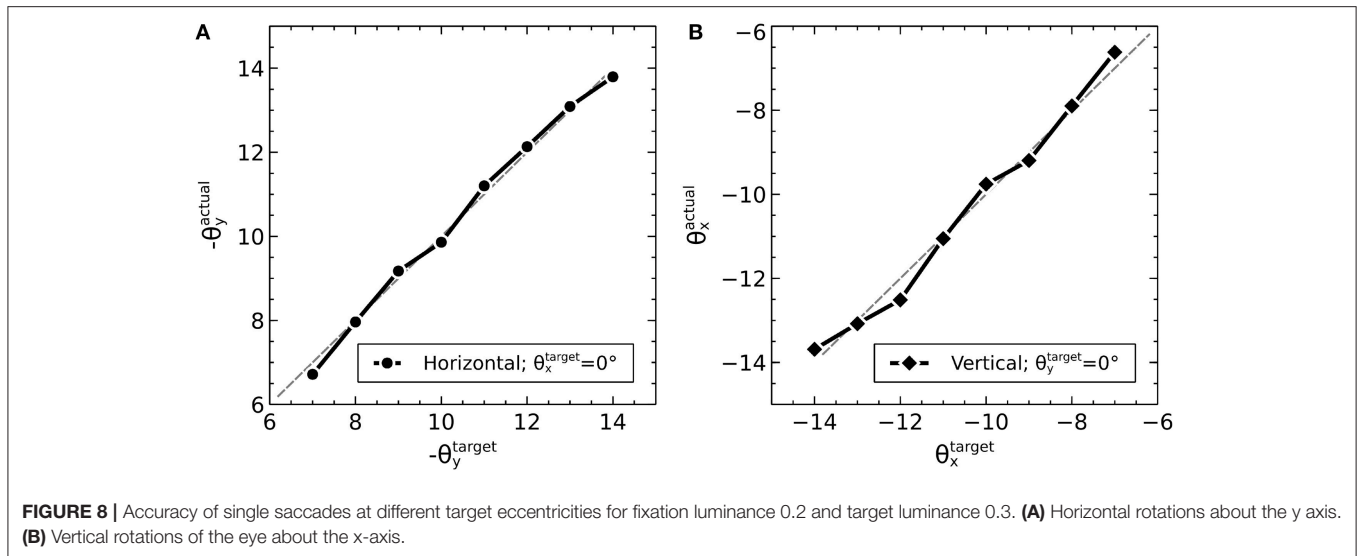 A
14
12
10
8
6
6 8 10 12 14
-θ_y^actual
-θ_y^target
Horizontal; θ_x^target=0°
B
−6
−8
−10
−12
−14
−14 −12 −10 −8 −6
θ_x^actual
θ_x^target
Vertical; θ_y^target=0°
FIGURE 8 | Accuracy of single saccades at different target eccentricities for fixation luminance 0.2 and target luminance 0.3. (A) Horizontal rotations about the y axis.
(B) Vertical rotations of the eye about the x-axis.